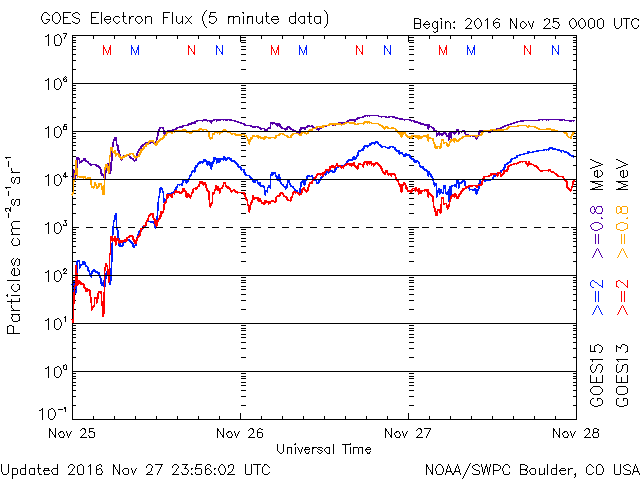 GOES Electron Flux (5 minute data)
Begin: 2016 Nov 25 0000 UTC
M M N N M M N N M M N N
10⁷
10⁶
10⁵
10⁴
10³
10²
10¹
10⁰
10⁻¹
Particles cm⁻²s⁻¹sr⁻¹
Nov 25 Nov 26 Nov 27 Nov 28
Universal Time
GOES15 >=2 >=0.8 MeV
GOES13 >=2 >=0.8 MeV
Updated 2016 Nov 27 23:56:02 UTC
NOAA/SWPC Boulder, CO USA